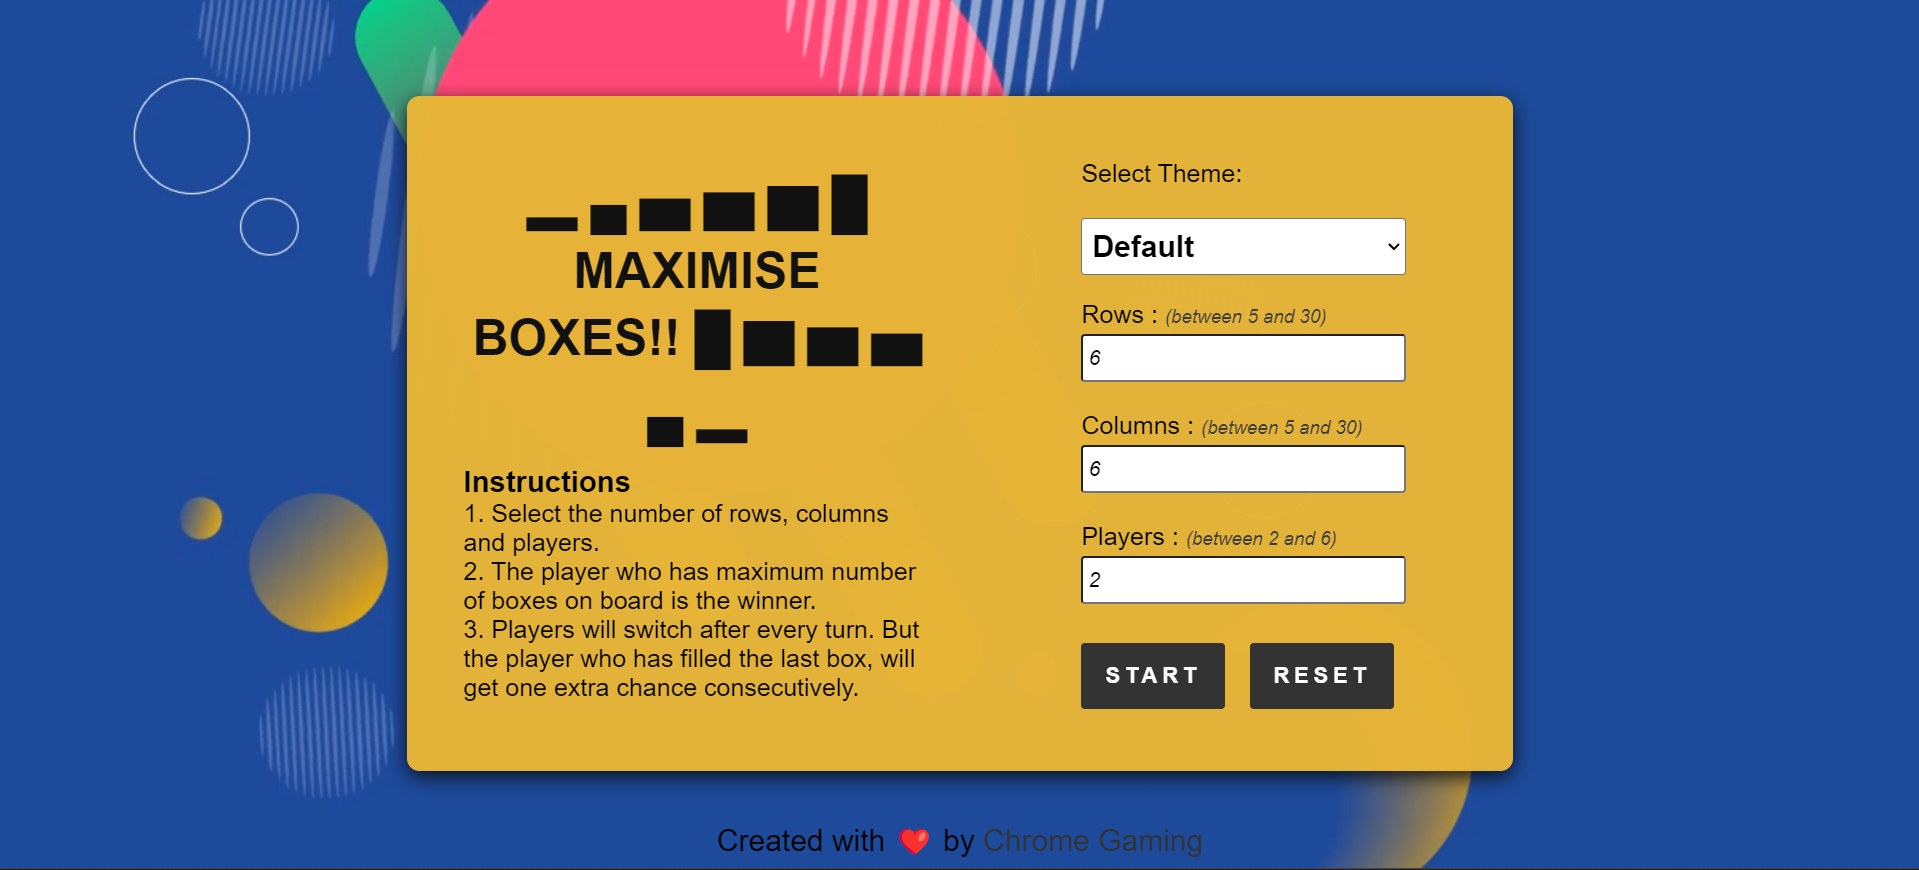 ▂ ▃ ▄ ▅ ▆ █
MAXIMISE
BOXES!! █ ▆ ▅ ▄
▃ ▂
Instructions
1. Select the number of rows, columns
and players.
2. The player who has maximum number
of boxes on board is the winner.
3. Players will switch after every turn. But
the player who has filled the last box, will
get one extra chance consecutively.
Select Theme:
Default
Rows : (between 5 and 30)
6
Columns : (between 5 and 30)
6
Players : (between 2 and 6)
2
START RESET
Created with ❤️ by Chrome Gaming